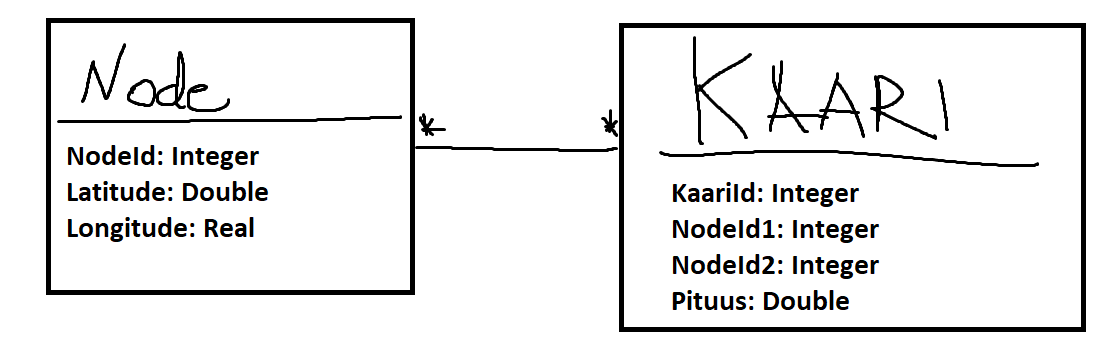 Node
NodeId: Integer
Latitude: Double
Longitude: Real
*
*
KAARI
KaariId: Integer
NodeId1: Integer
NodeId2: Integer
Pituus: Double